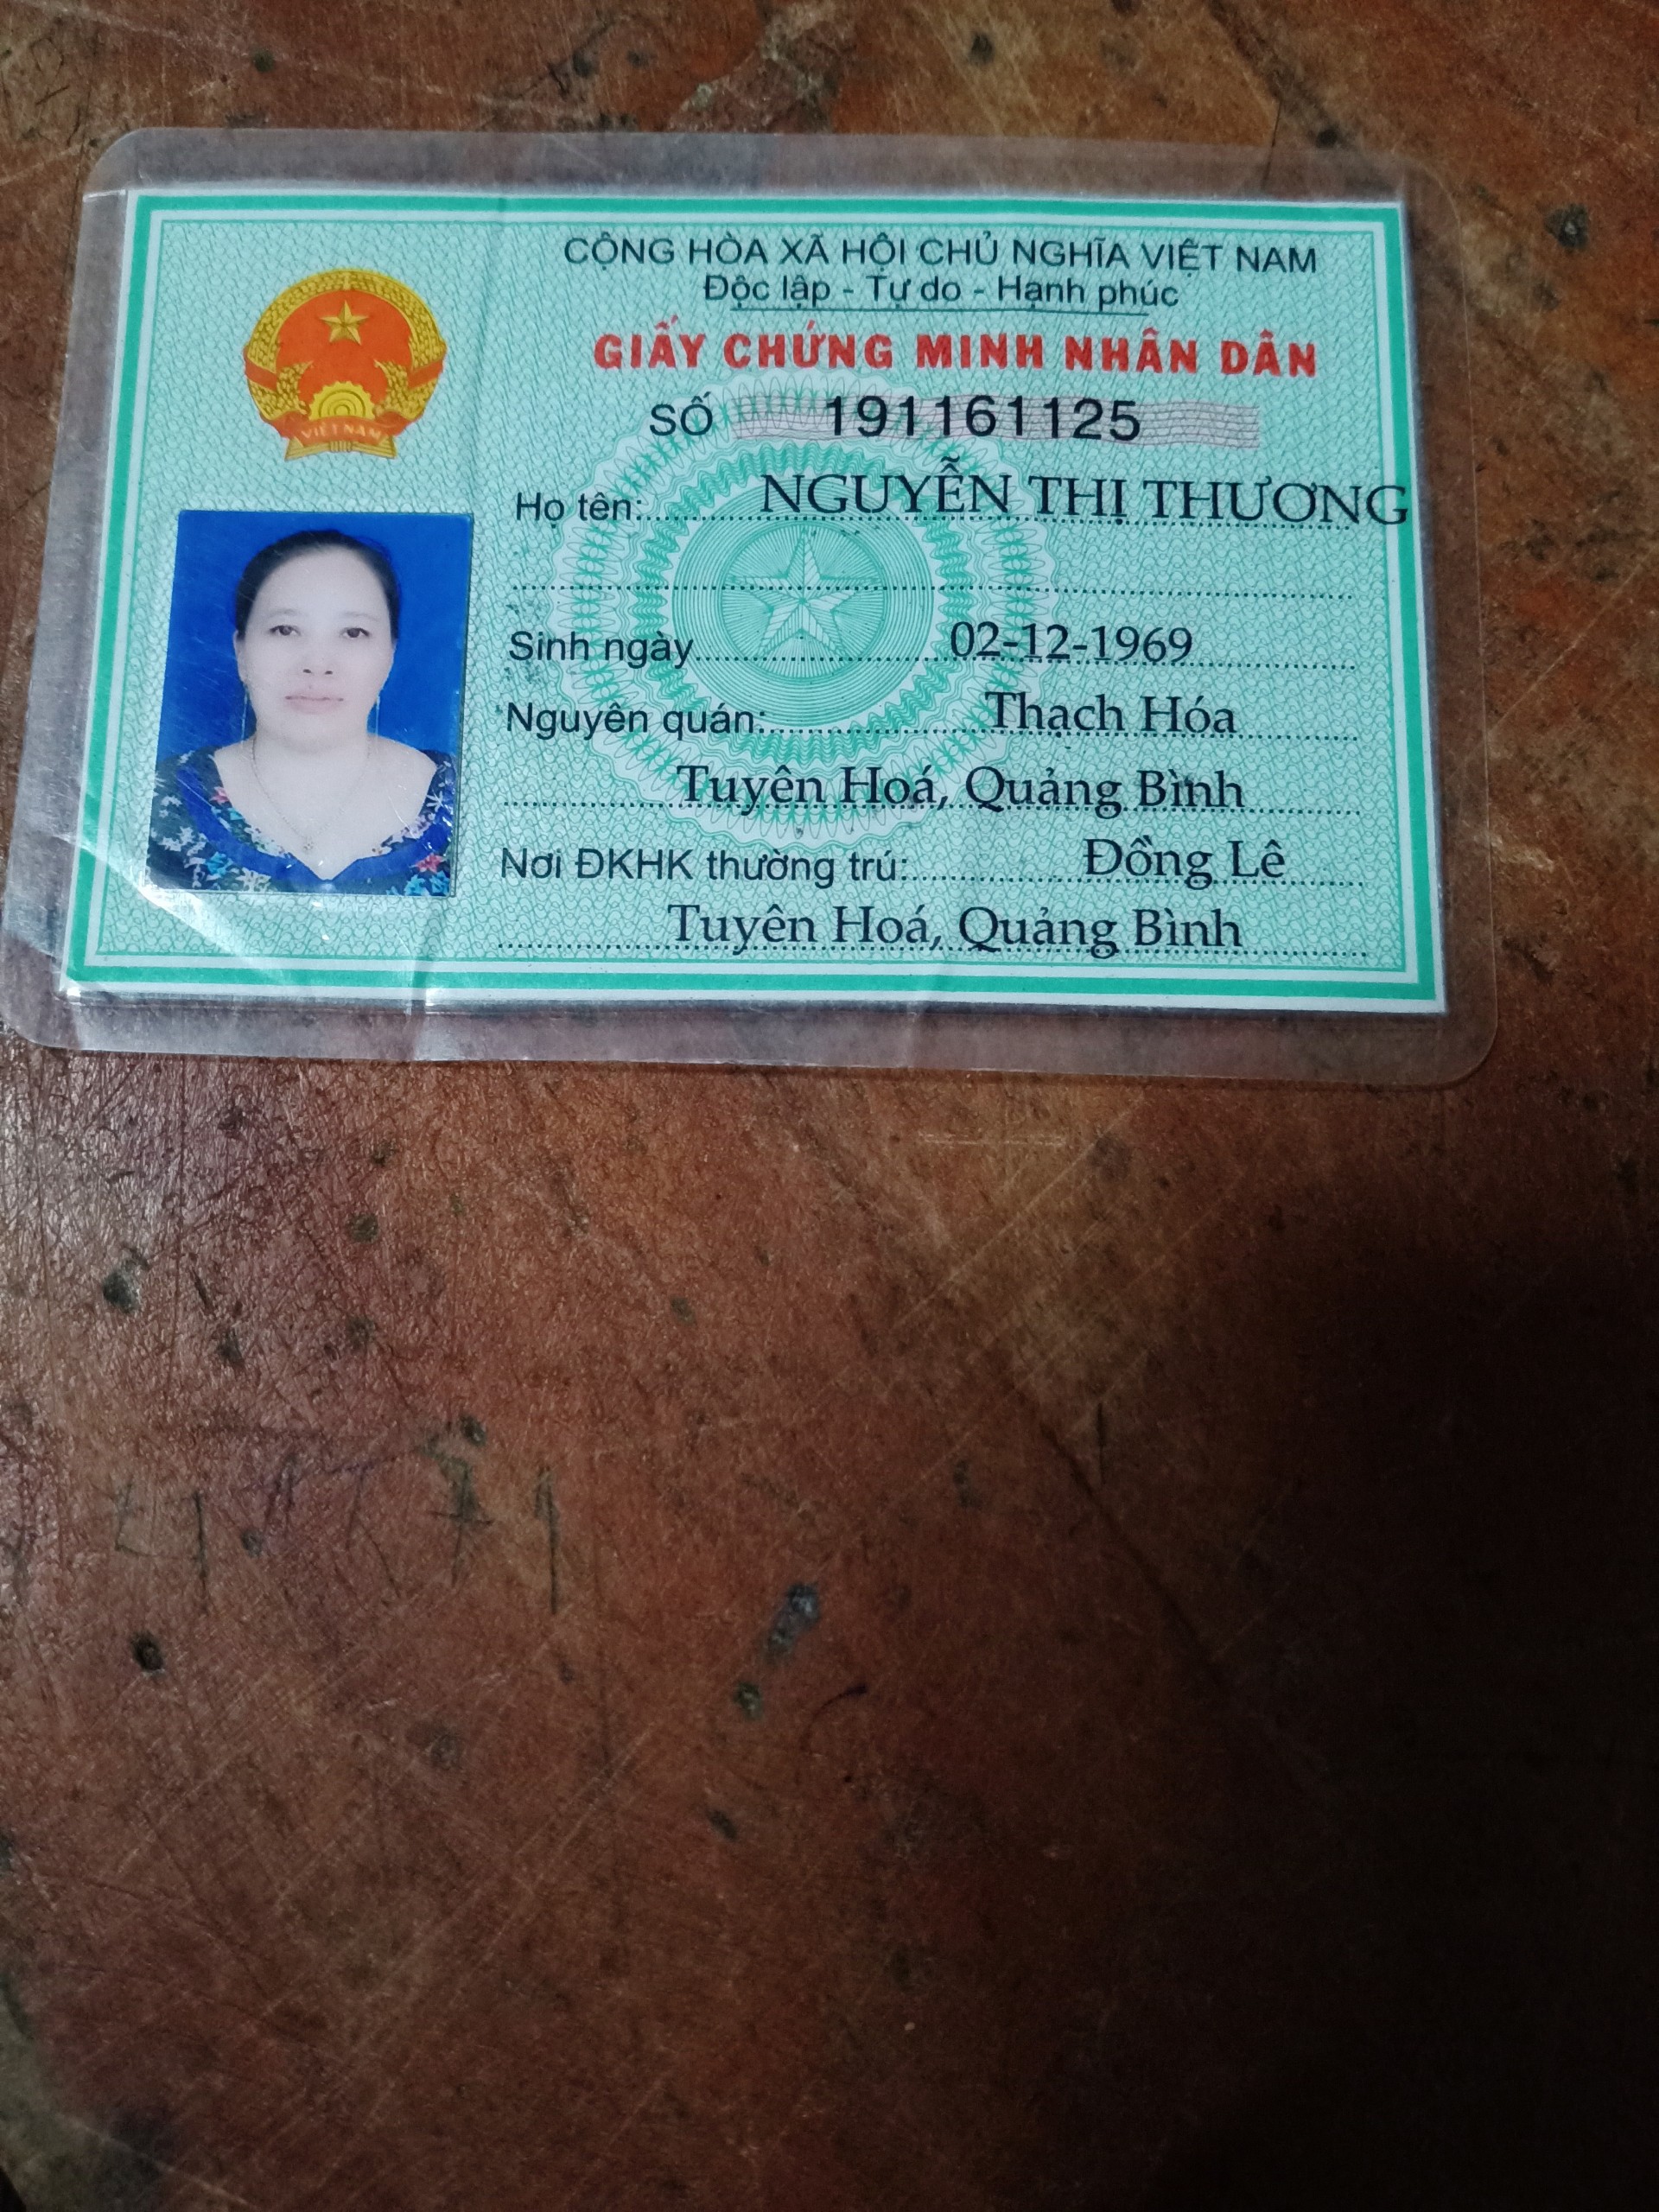 CỘNG HÒA XÃ HỘI CHỦ NGHĨA VIỆT NAM
Độc lập - Tự do - Hạnh phúc
GIẤY CHỨNG MINH NHÂN DÂN
SỐ 191161125
Họ tên: NGUYỄN THỊ THƯƠNG
Sinh ngày 02-12-1969
Nguyên quán: Thạch Hóa
Tuyên Hoá, Quảng Bình
Nơi ĐKHK thường trú: Đồng Lê
Tuyên Hoá, Quảng Bình
VIỆT NAM